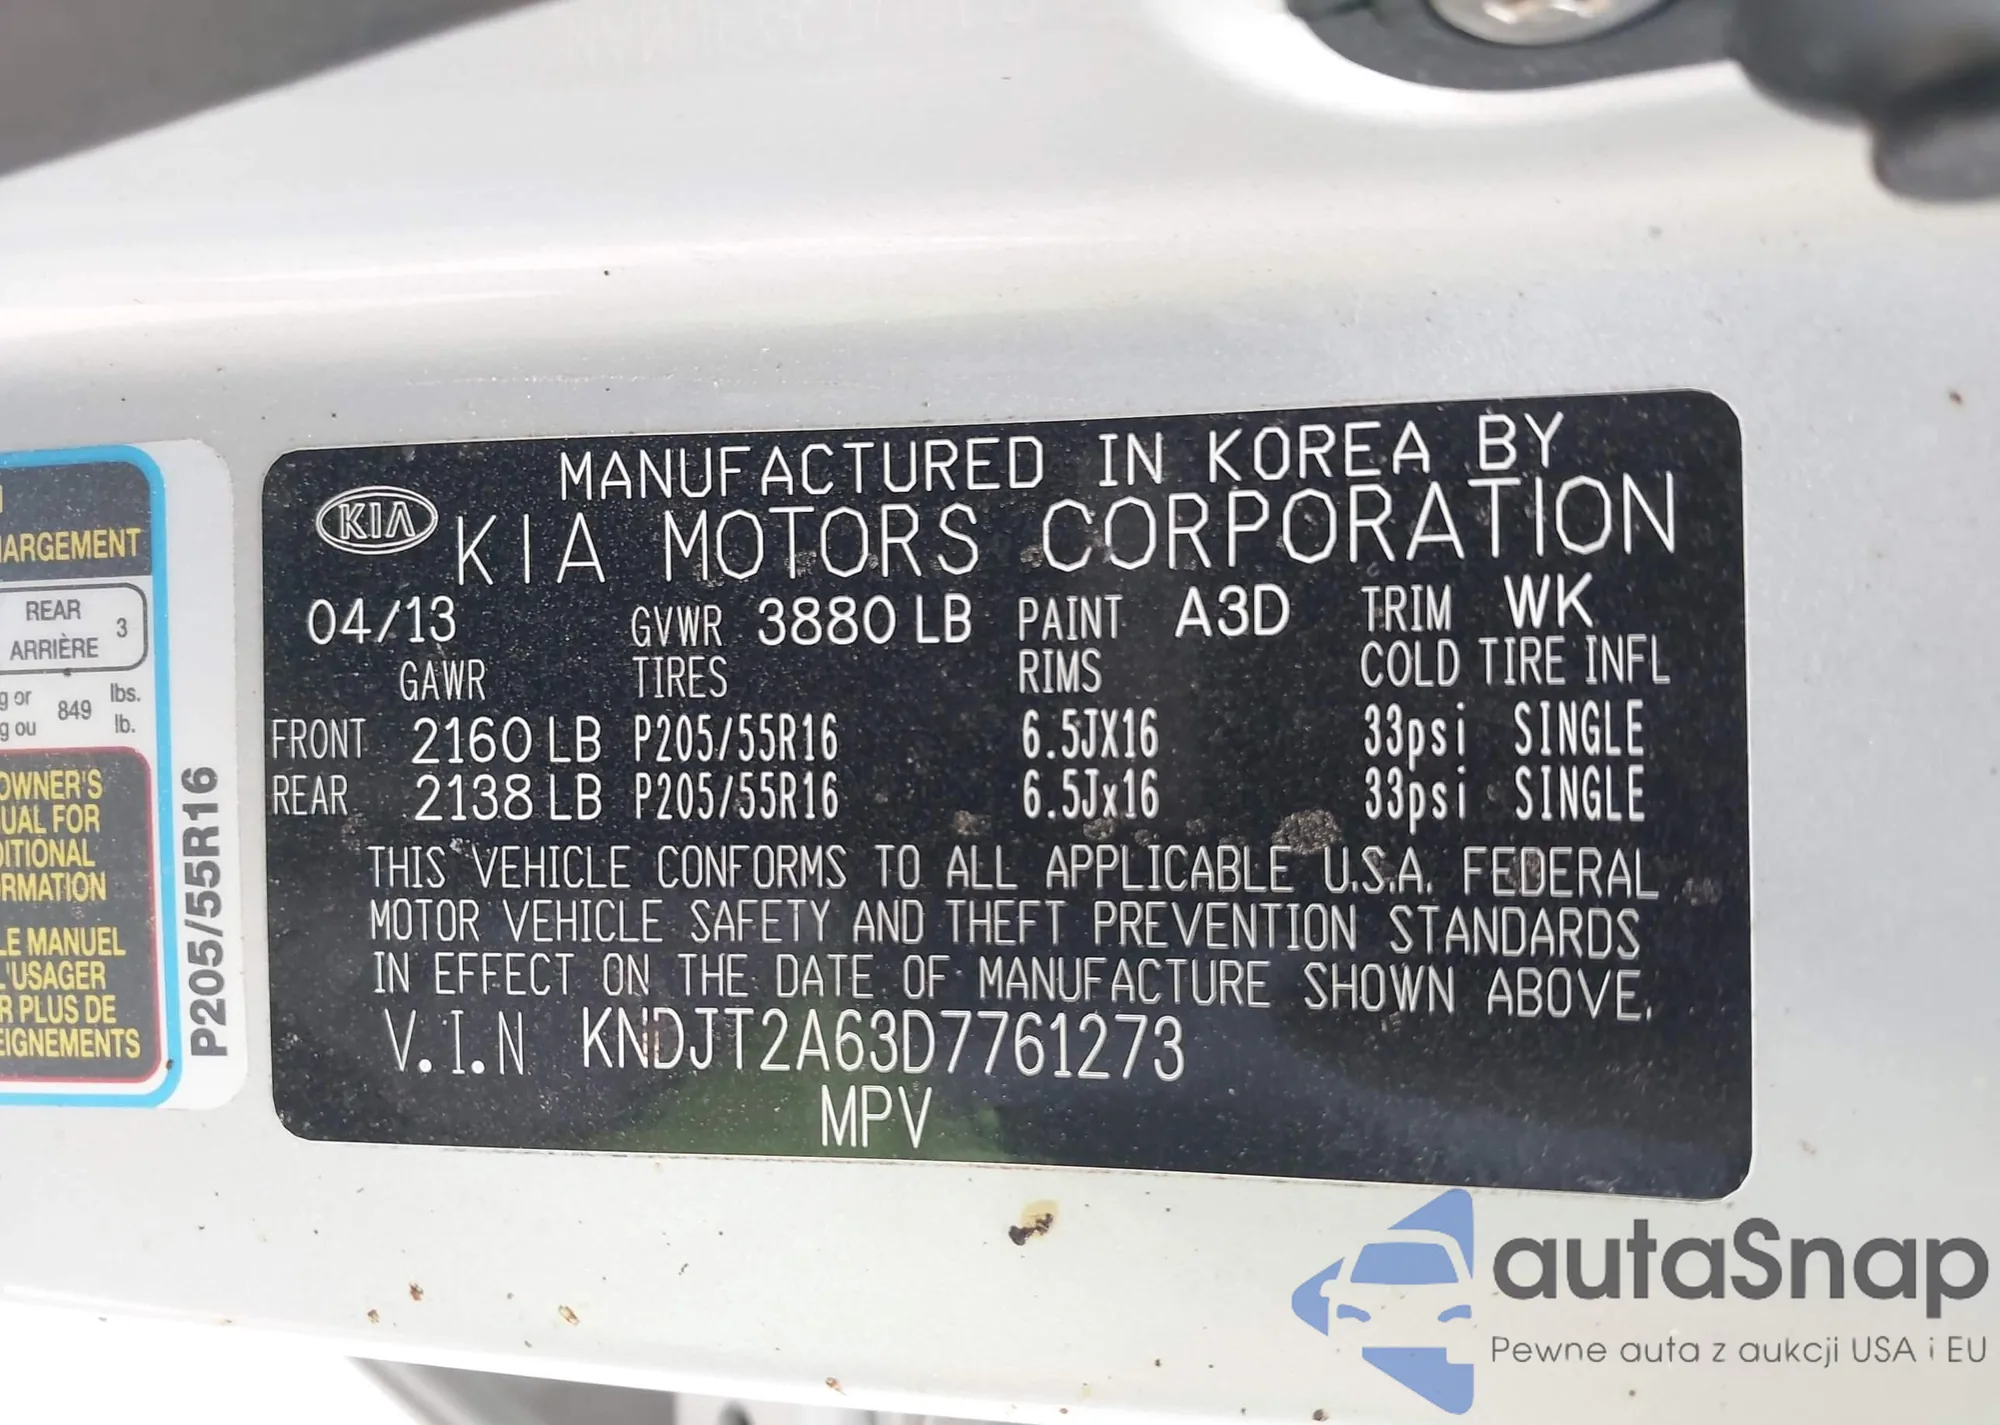 ARGEMENT
REAR
ARRIÈRE 3
g or 849 lbs.
g ou lb.
OWNER'S
UAL FOR
DITIONAL
ORMATION
LE MANUEL
L'USAGER
R PLUS DE
EIGNEMENTS
P205/55R16
MANUFACTURED IN KOREA BY
KIA KIA MOTORS CORPORATION
04/13 GVWR 3880 LB PAINT A3D TRIM WK
GAWR TIRES RIMS COLD TIRE INFL
FRONT 2160 LB P205/55R16 6.5JX16 33psi SINGLE
REAR 2138 LB P205/55R16 6.5Jx16 33psi SINGLE
THIS VEHICLE CONFORMS TO ALL APPLICABLE U.S.A. FEDERAL
MOTOR VEHICLE SAFETY AND THEFT PREVENTION STANDARDS
IN EFFECT ON THE DATE OF MANUFACTURE SHOWN ABOVE.
V.I.N KNDJT2A63D7761273
MPV
autaSnap
Pewne auta z aukcji USA i EU